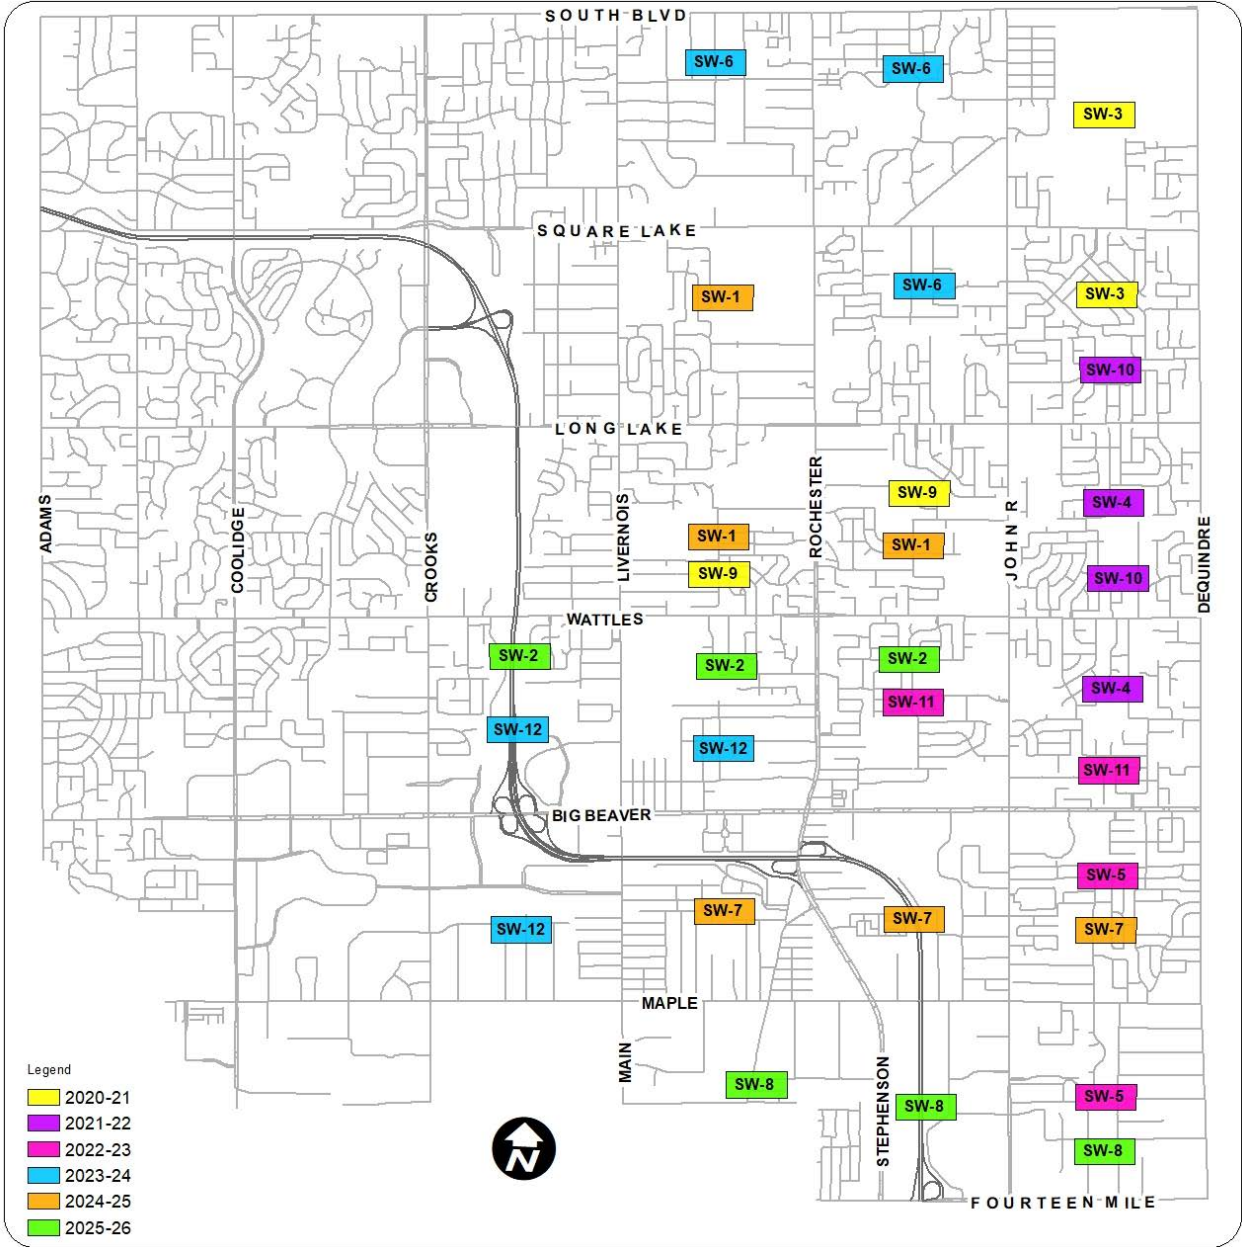 SOUTH BLVD
SW-6
SW-6
SW-3
SQUARE LAKE
SW-1
SW-6
SW-3
SW-10
LONG LAKE
ADAMS
COOLIDGE
CROOKS
LIVERNOIS
ROCHESTER
JOHN R
DEQUINDRE
SW-9
SW-4
SW-1
SW-1
SW-9
SW-10
WATTLES
SW-2
SW-2
SW-2
SW-4
SW-11
SW-12
SW-12
SW-11
BIG BEAVER
SW-5
SW-7
SW-7
SW-12
SW-7
MAPLE
MAIN
STEPHENSON
SW-8
SW-8
SW-5
SW-8
FOURTEEN MILE
Legend
2020-21
2021-22
2022-23
2023-24
2024-25
2025-26
N